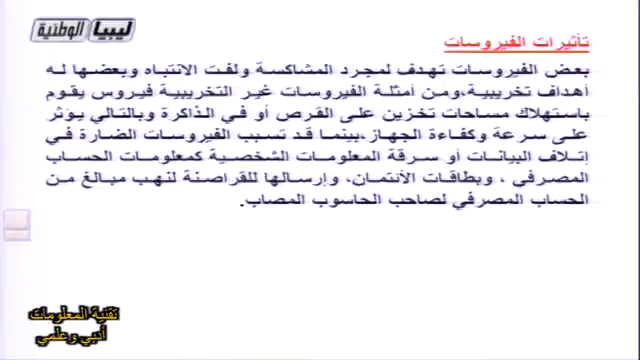 ليبيا الوطنية
تأثيرات الفيروسات
بعض الفيروسات تهدف لمجرد المشاكسة ولفت الانتباه وبعضها له
أهداف تخريبية،ومن أمثلة الفيروسات غير التخريبية فيروس يقوم
باستهلاك مساحات تخزين على القرص أو في الذاكرة وبالتالي يؤثر
على سرعة وكفاءة الجهاز،بينما قد تسبب الفيروسات الضارة في
إتلاف البيانات أو سرقة المعلومات الشخصية كمعلومات الحساب
المصرفي ، وبطاقات الأئتمان، وإرسالها للقراصنة لنهب مبالغ من
الحساب المصرفي لصاحب الحاسوب المصاب.
تقنية المعلومات
أدبي وعلمي